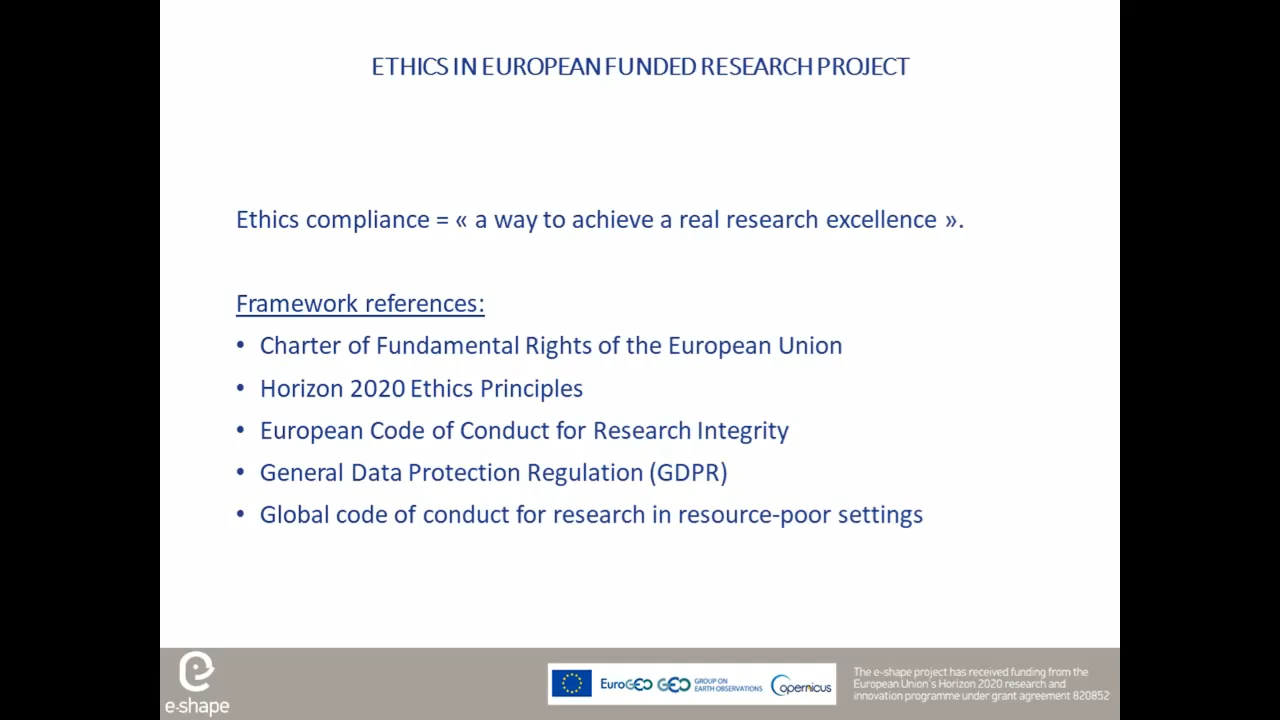 ETHICS IN EUROPEAN FUNDED RESEARCH PROJECT
Ethics compliance = « a way to achieve a real research excellence ».
Framework references:
• Charter of Fundamental Rights of the European Union
• Horizon 2020 Ethics Principles
• European Code of Conduct for Research Integrity
• General Data Protection Regulation (GDPR)
• Global code of conduct for research in resource-poor settings
e-shape
EuroGEO
GEO
GROUP ON
EARTH OBSERVATIONS
Copernicus
The e-shape project has received funding from the
European Union's Horizon 2020 research and
innovation programme under grant agreement 820852